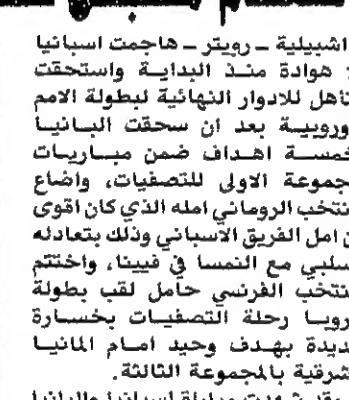 اشبيلية ـ رويتر ـ هاجمت اسبانيا
هوادة منذ البداية واستحقت
تأهل للادوار النهائية لبطولة الامم
وروبية بعد ان سحقت البانيا
خمسة اهداف ضمن مباريات
جموعة الاولى للتصفيات، واضاع
نتخب الروماني امله الذي كان اقوى
ن امل الفريق الاسباني وذلك بتعادله
سلبي مع النمسا في فيينا، واختتم
نتخب الفرنسي حامل لقب بطولة
روبا رحلة التصفيات بخسارة
ديدة بهدف وحيد امام المانيا
شرقية بالمجموعة الثالثة.